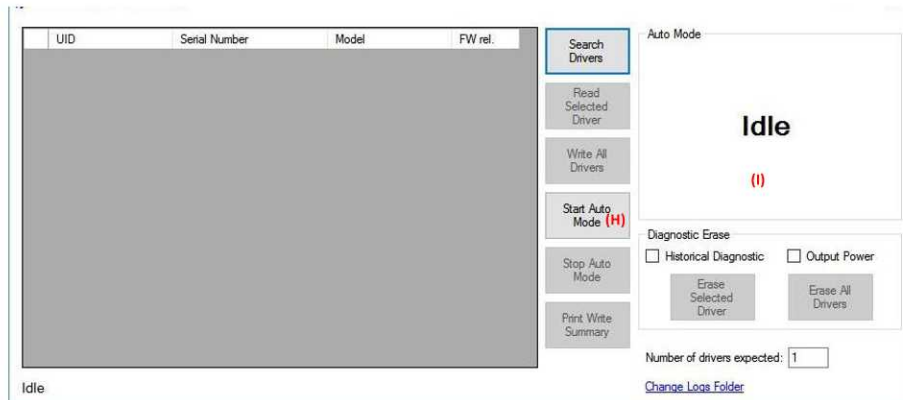 UID Serial Number Model FW rel.
Search
Drivers
Read
Selected
Driver
Write All
Drivers
Start Auto
Mode (H)
Stop Auto
Mode
Print Write
Summary
Auto Mode
Idle
(I)
Diagnostic Erase
Historical Diagnostic Output Power
Erase
Selected
Driver
Erase All
Drivers
Number of drivers expected: 1
Change Logs Folder
Idle